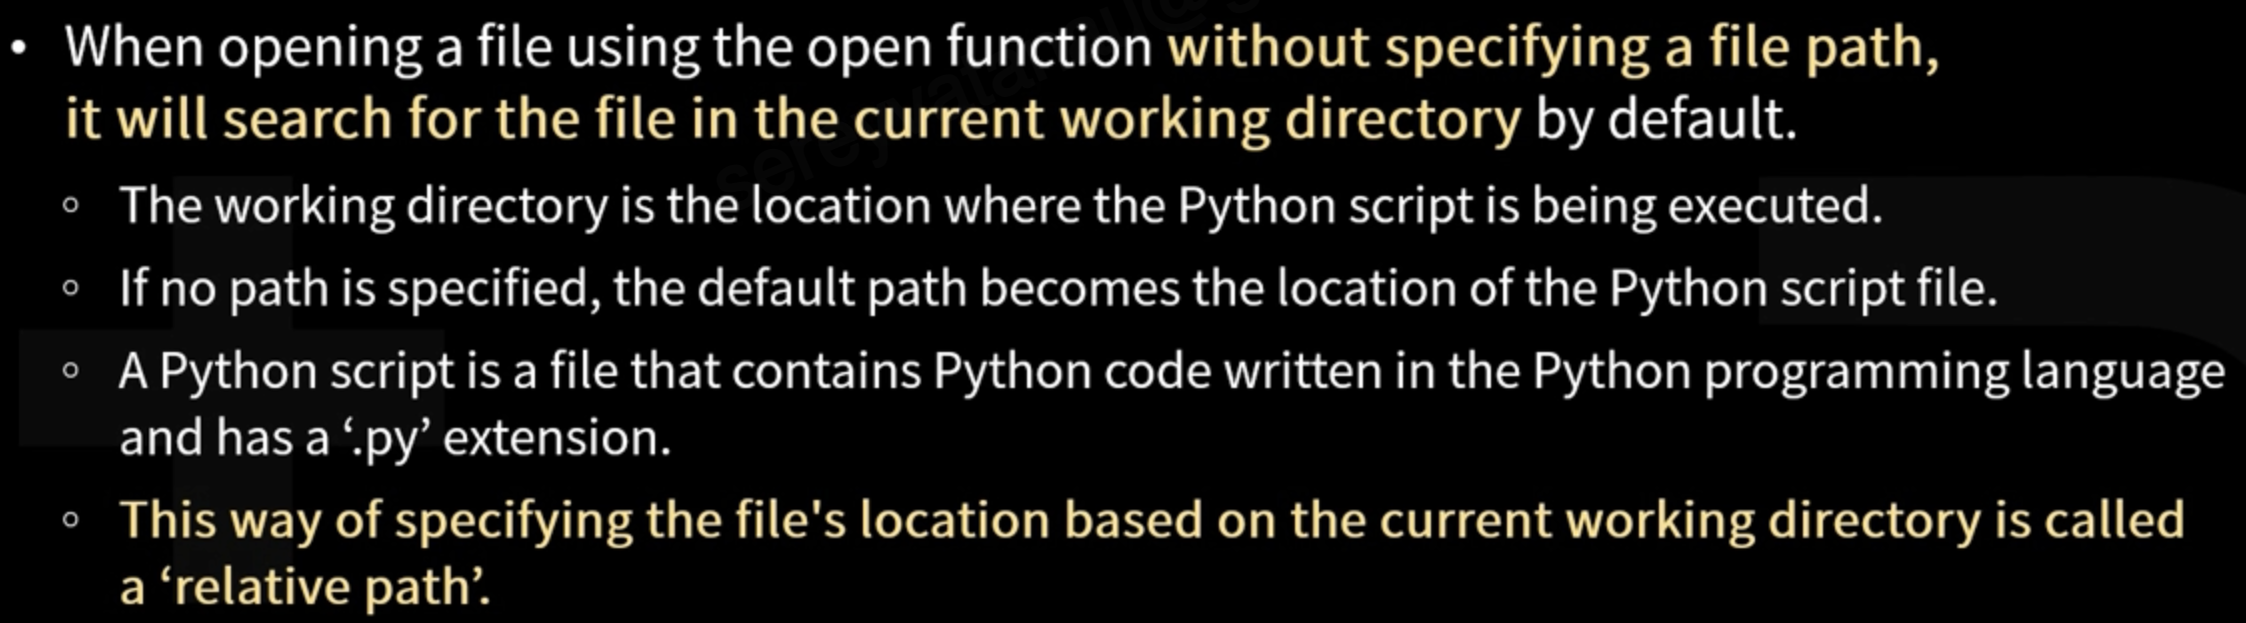 • When opening a file using the open function without specifying a file path,
it will search for the file in the current working directory by default.
◦ The working directory is the location where the Python script is being executed.
◦ If no path is specified, the default path becomes the location of the Python script file.
◦ A Python script is a file that contains Python code written in the Python programming language
and has a ‘.py’ extension.
◦ This way of specifying the file's location based on the current working directory is called
a ‘relative path’.